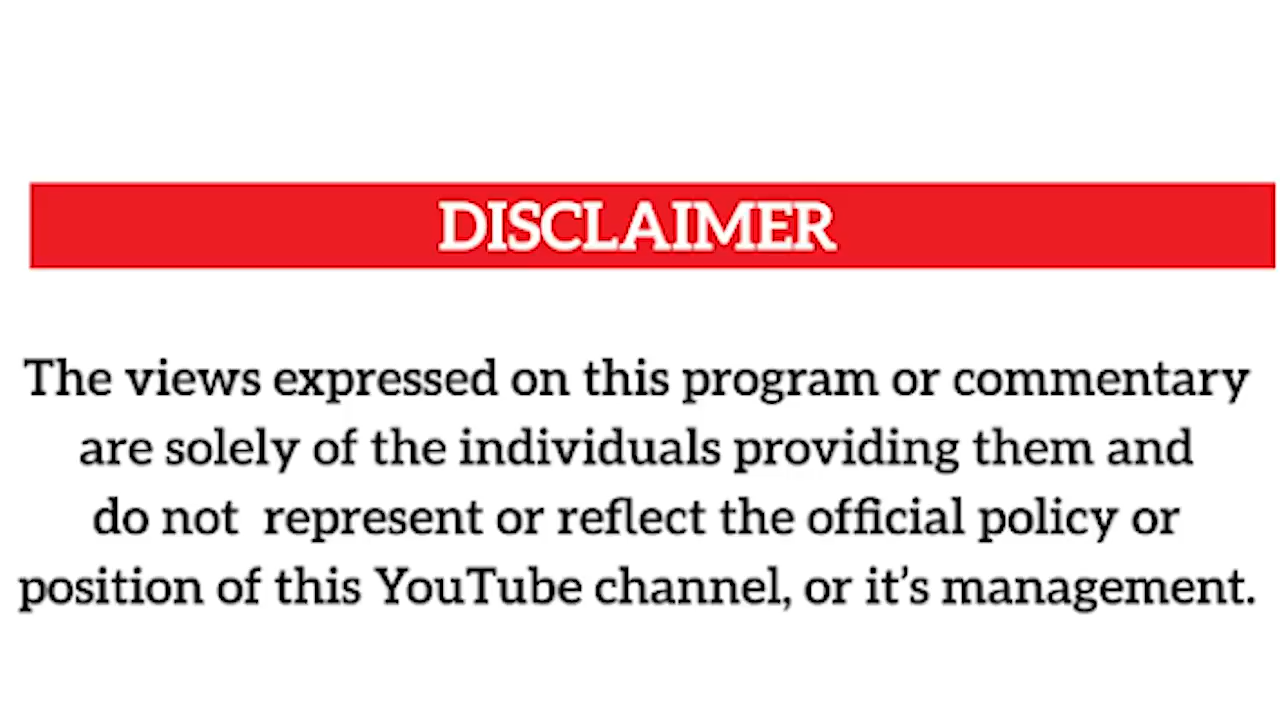 DISCLAIMER
The views expressed on this program or commentary
are solely of the individuals providing them and
do not  represent or reflect the official policy or
position of this YouTube channel, or it’s management.